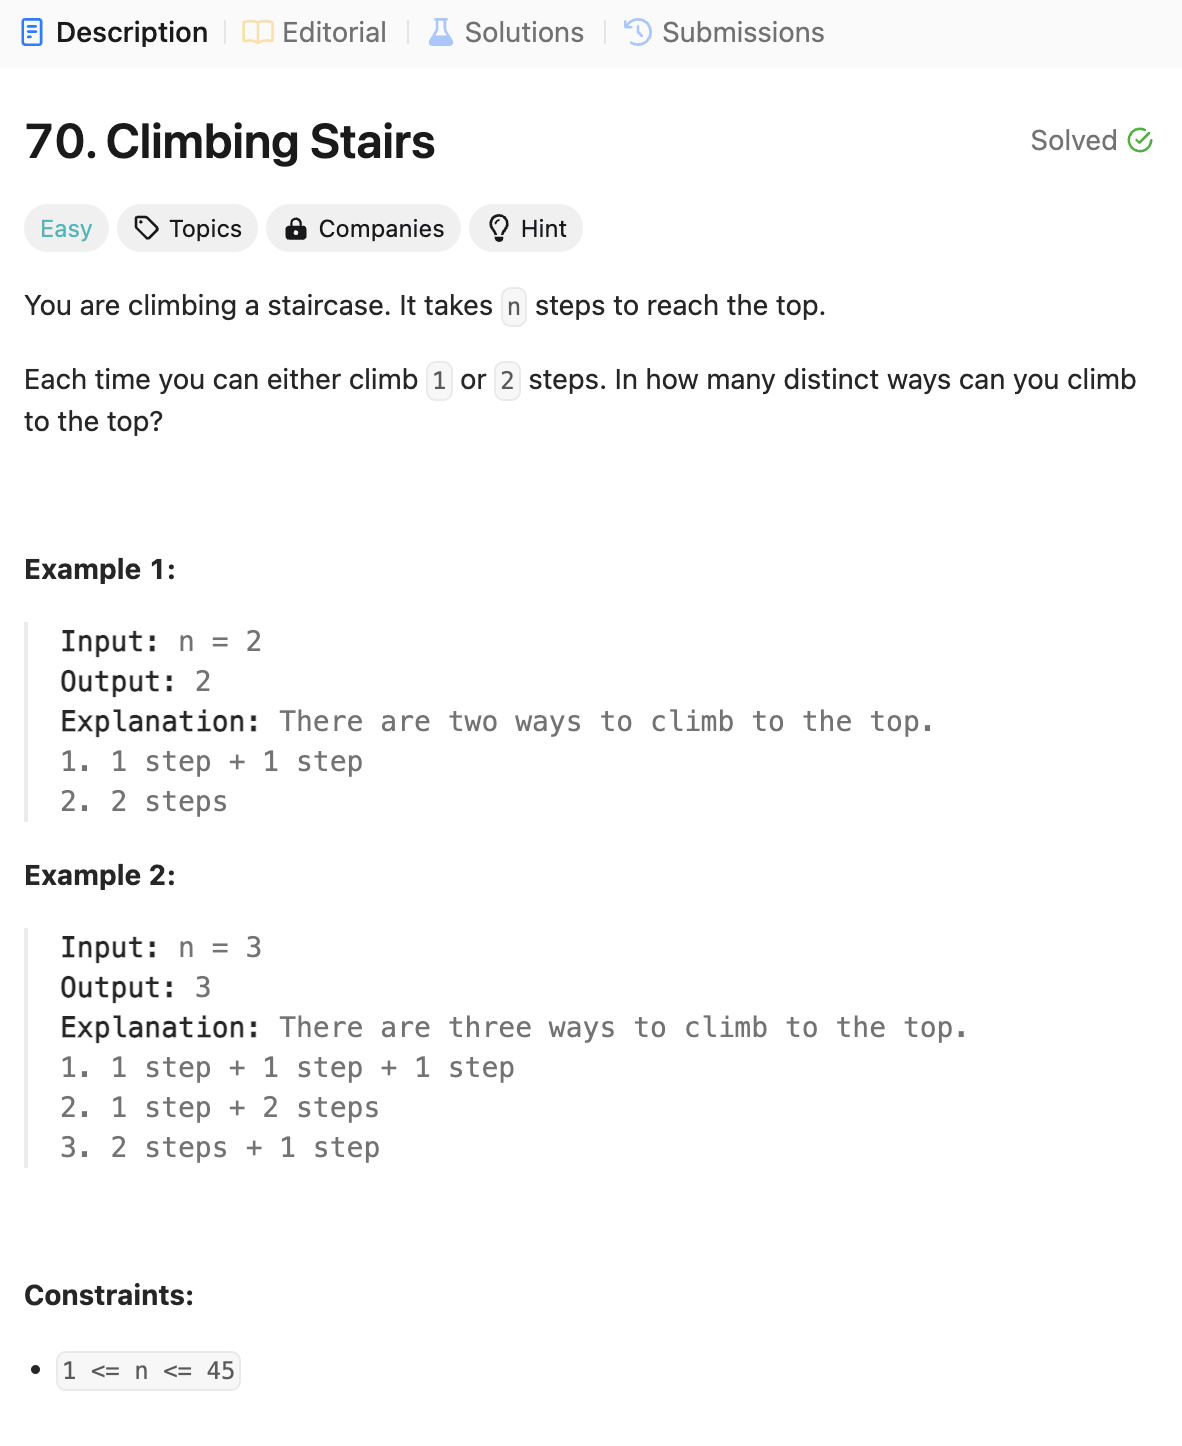 Description Editorial Solutions Submissions
70. Climbing Stairs Solved
Easy Topics Companies Hint
You are climbing a staircase. It takes n steps to reach the top.
Each time you can either climb 1 or 2 steps. In how many distinct ways can you climb
to the top?
Example 1:
Input: n = 2
Output: 2
Explanation: There are two ways to climb to the top.
1. 1 step + 1 step
2. 2 steps
Example 2:
Input: n = 3
Output: 3
Explanation: There are three ways to climb to the top.
1. 1 step + 1 step + 1 step
2. 1 step + 2 steps
3. 2 steps + 1 step
Constraints:
• 1 <= n <= 45